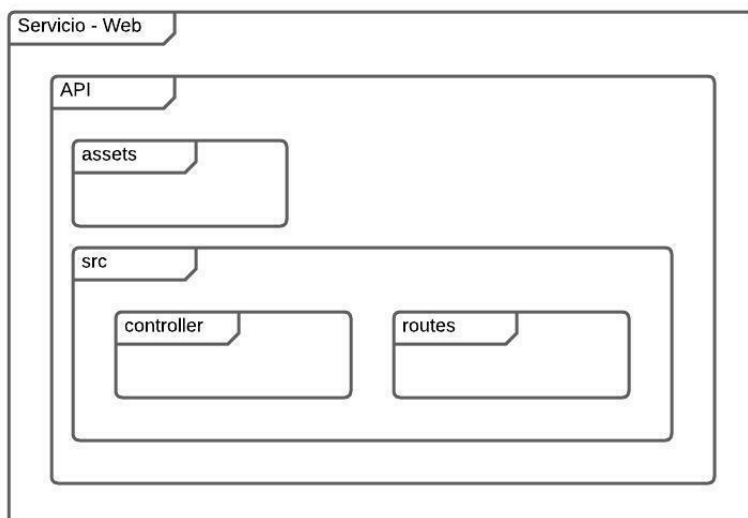 Servicio - Web
API
assets
src
controller
routes